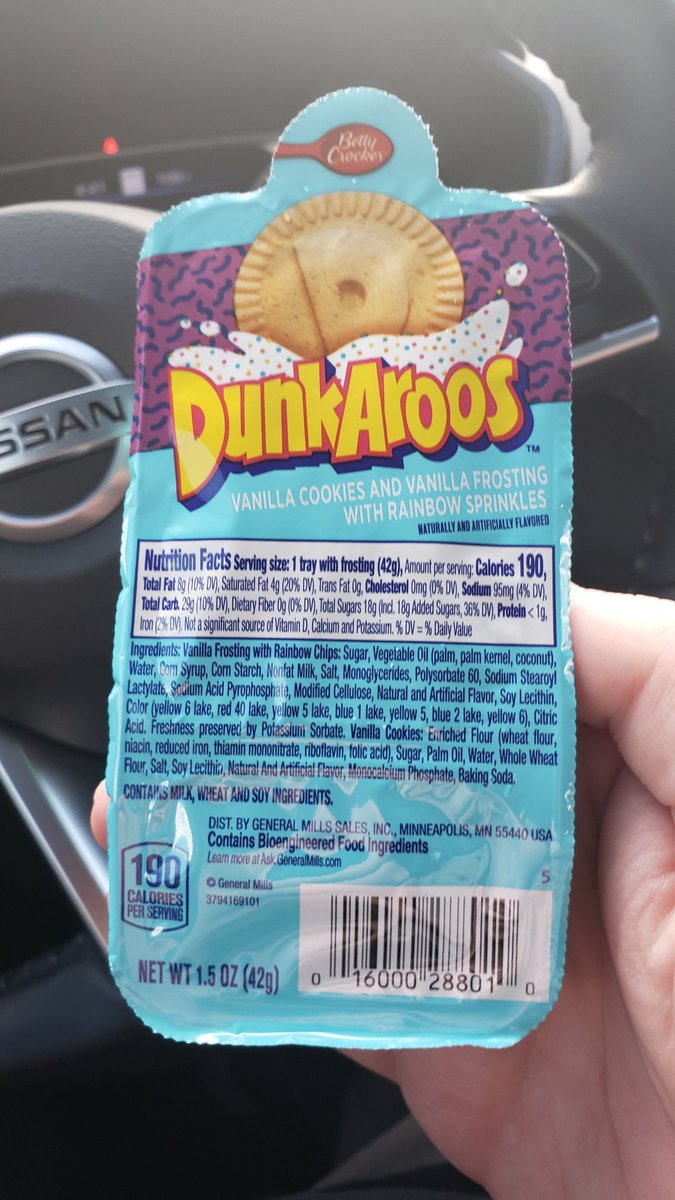 Betty
Crocker
NISSAN
DunkAroos
TM
VANILLA COOKIES AND VANILLA FROSTING
WITH RAINBOW SPRINKLES
NATURALLY AND ARTIFICIALLY FLAVORED
Nutrition Facts Serving size: 1 tray with frosting (42g), Amount per serving: Calories 190,
Total Fat 8g (10% DV), Saturated Fat 4g (20% DV), Trans Fat 0g, Cholesterol 0mg (0% DV), Sodium 95mg (4% DV),
Total Carb. 29g (10% DV), Dietary Fiber 0g (0% DV), Total Sugars 18g (Incl. 18g Added Sugars, 36% DV), Protein < 1g,
Iron (2% DV). Not a significant source of Vitamin D, Calcium and Potassium. % DV = % Daily Value
Ingredients: Vanilla Frosting with Rainbow Chips: Sugar, Vegetable Oil (palm, palm kernel, coconut),
Water, Corn Syrup, Corn Starch, Nonfat Milk, Salt, Monoglycerides, Polysorbate 60, Sodium Stearoyl
Lactylate, Sodium Acid Pyrophosphate, Modified Cellulose, Natural and Artificial Flavor, Soy Lecithin,
Color (yellow 6 lake, red 40 lake, yellow 5 lake, blue 1 lake, yellow 5, blue 2 lake, yellow 6), Citric
Acid. Freshness preserved by Potassium Sorbate. Vanilla Cookies: Enriched Flour (wheat flour,
niacin, reduced iron, thiamin mononitrate, riboflavin, folic acid), Sugar, Palm Oil, Water, Whole Wheat
Flour, Salt, Soy Lecithin, Natural And Artificial Flavor, Monocalcium Phosphate, Baking Soda.
CONTAINS MILK, WHEAT AND SOY INGREDIENTS.
DIST. BY GENERAL MILLS SALES, INC., MINNEAPOLIS, MN 55440 USA
Contains Bioengineered Food Ingredients
Learn more at Ask.GeneralMills.com
© General Mills
3794169101
5
190
CALORIES
PER SERVING
NET WT 1.5 OZ (42g)
0 16000 28801 0